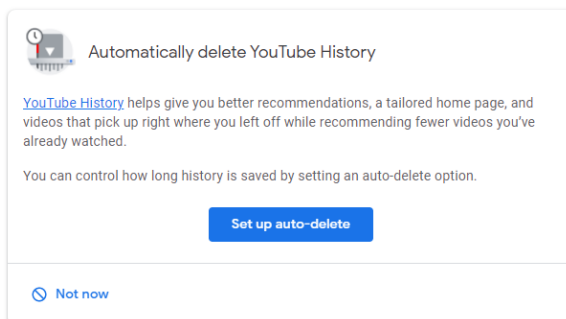 Automatically delete YouTube History
YouTube History helps give you better recommendations, a tailored home page, and
videos that pick up right where you left off while recommending fewer videos you’ve
already watched.
You can control how long history is saved by setting an auto-delete option.
Set up auto-delete
Not now